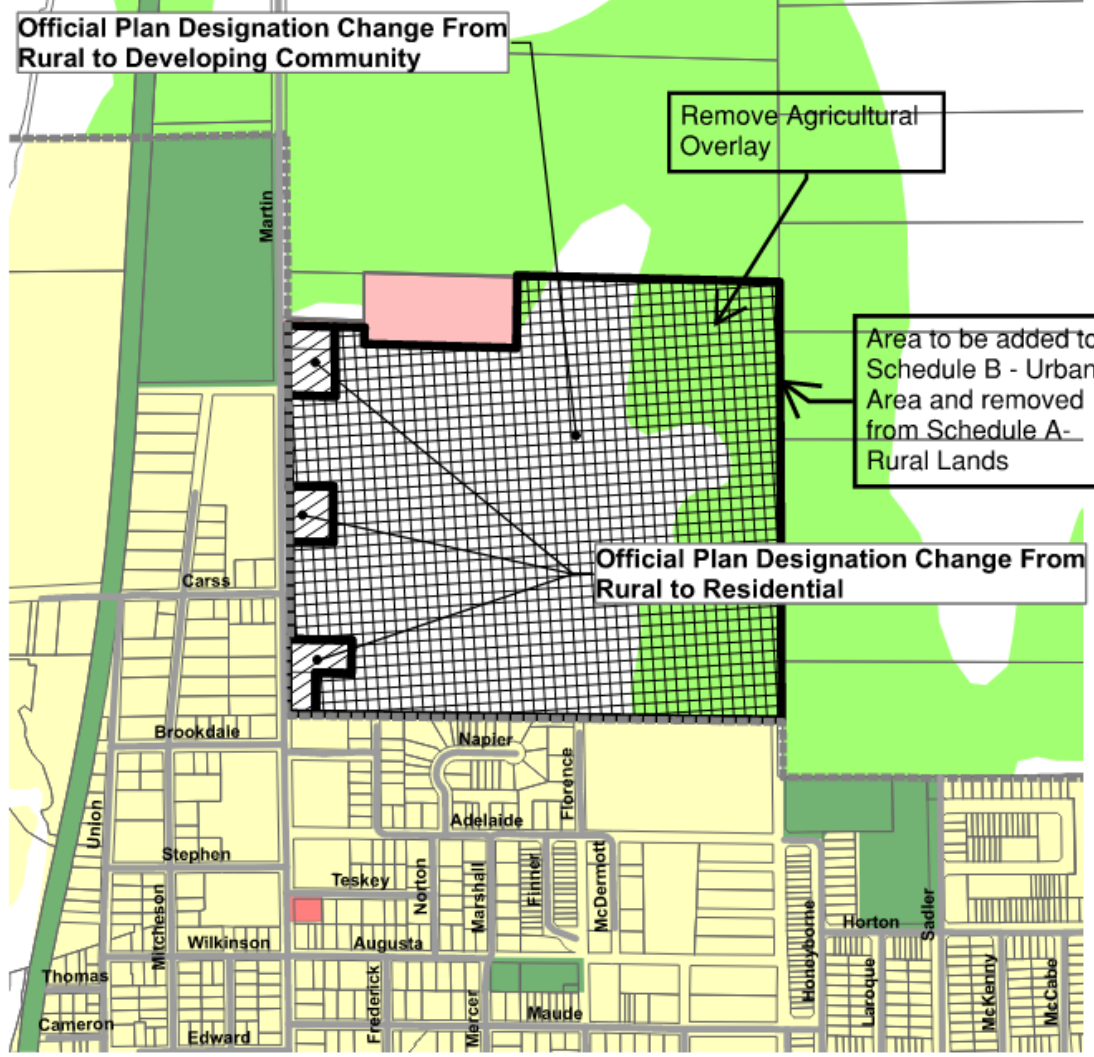 Official Plan Designation Change From
Rural to Developing Community
Remove Agricultural
Overlay
Martin
Area to be added to
Schedule B - Urban
Area and removed
from Schedule A-
Rural Lands
Official Plan Designation Change From
Rural to Residential
Carss
Brookdale
Napier
Florence
Union
Adelaide
Stephen
Teskey
Norton
Marshall
Finner
McDermott
Mitcheson
Wilkinson
Augusta
Honeyborne
Horton
Sadler
Thomas
Frederick
Mercer
Maude
Laroque
McKenny
McCabe
Cameron
Edward